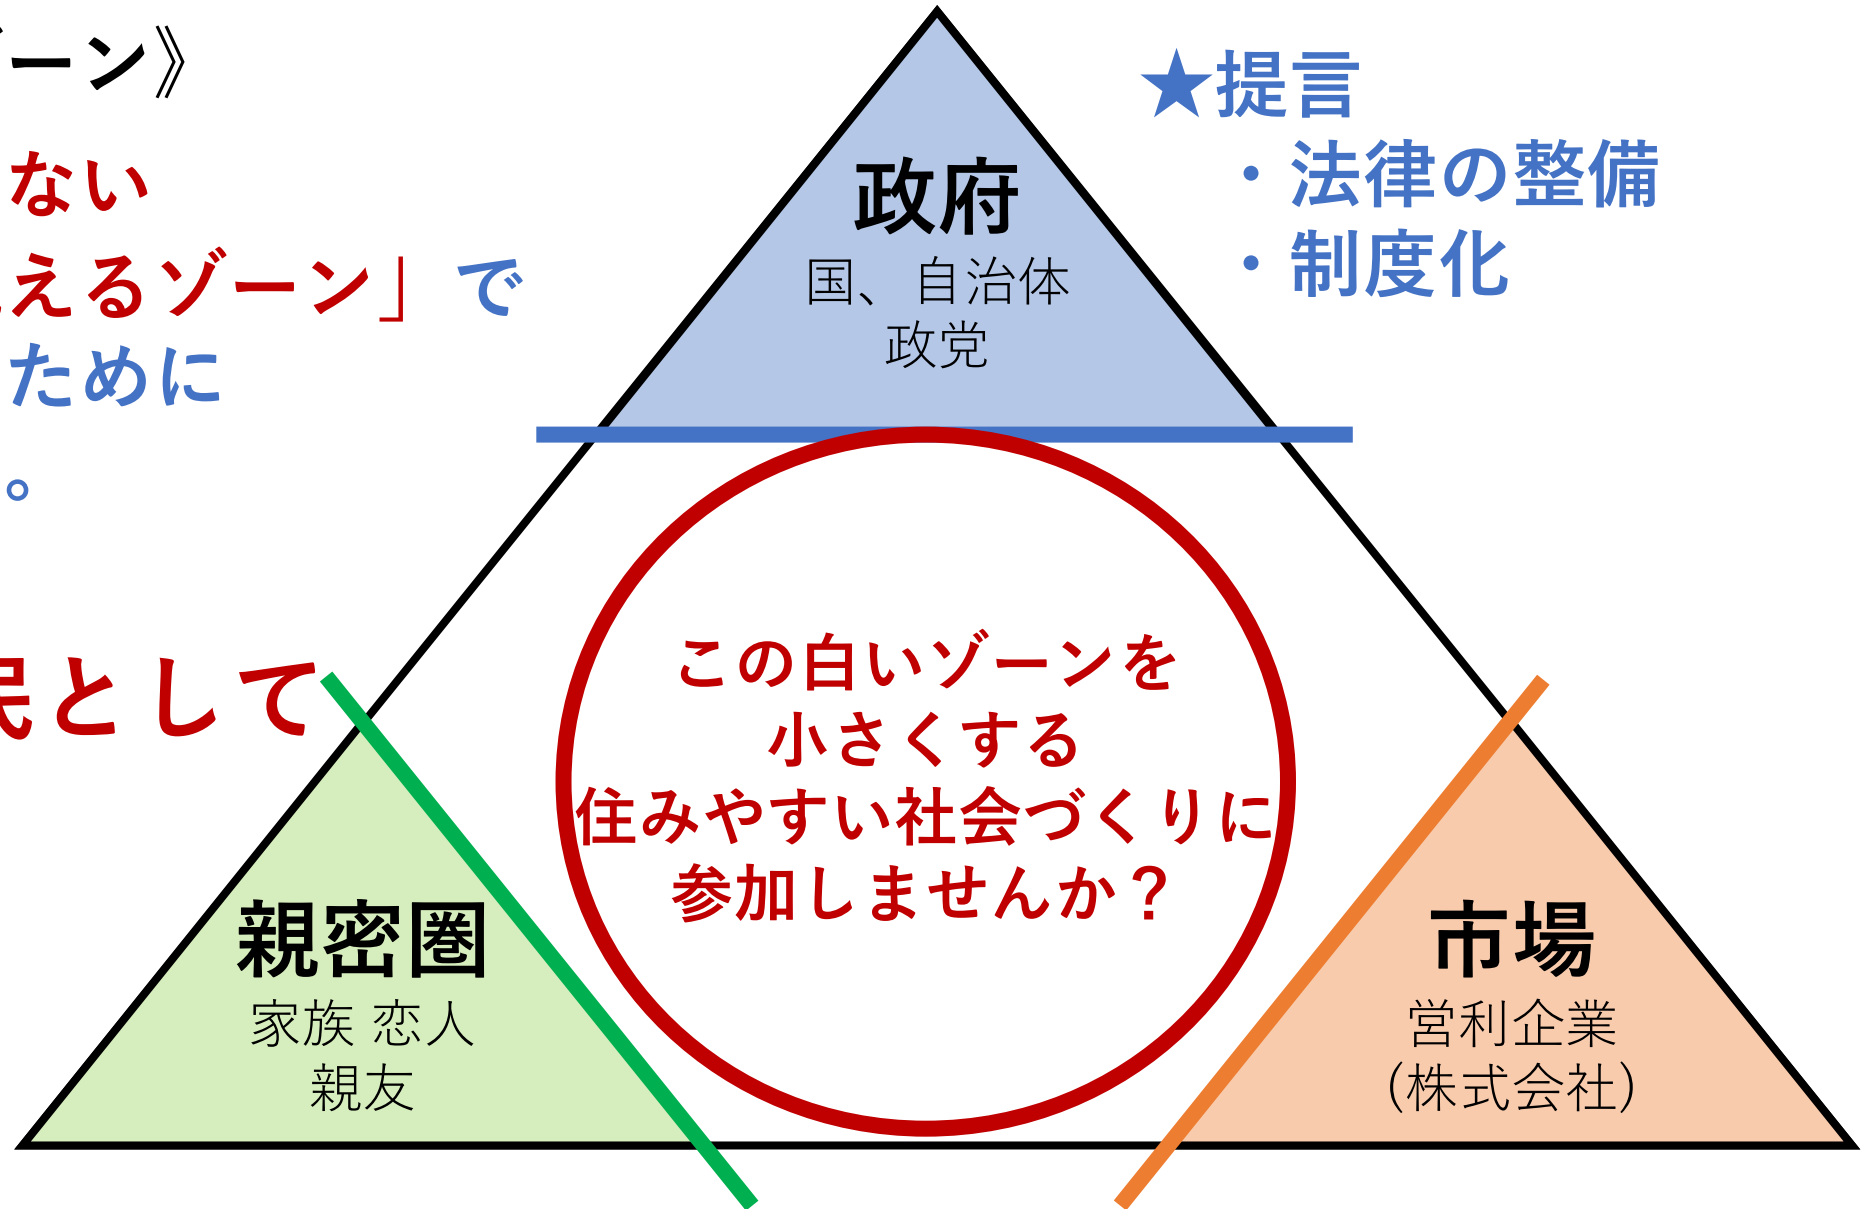 ーン》
ない
えるゾーン」で
ために
。
民として
★提言
・法律の整備
・制度化
政府
国、自治体
政党
この白いゾーンを
小さくする
住みやすい社会づくりに
参加しませんか？
親密圏
家族 恋人
親友
市場
営利企業
(株式会社)